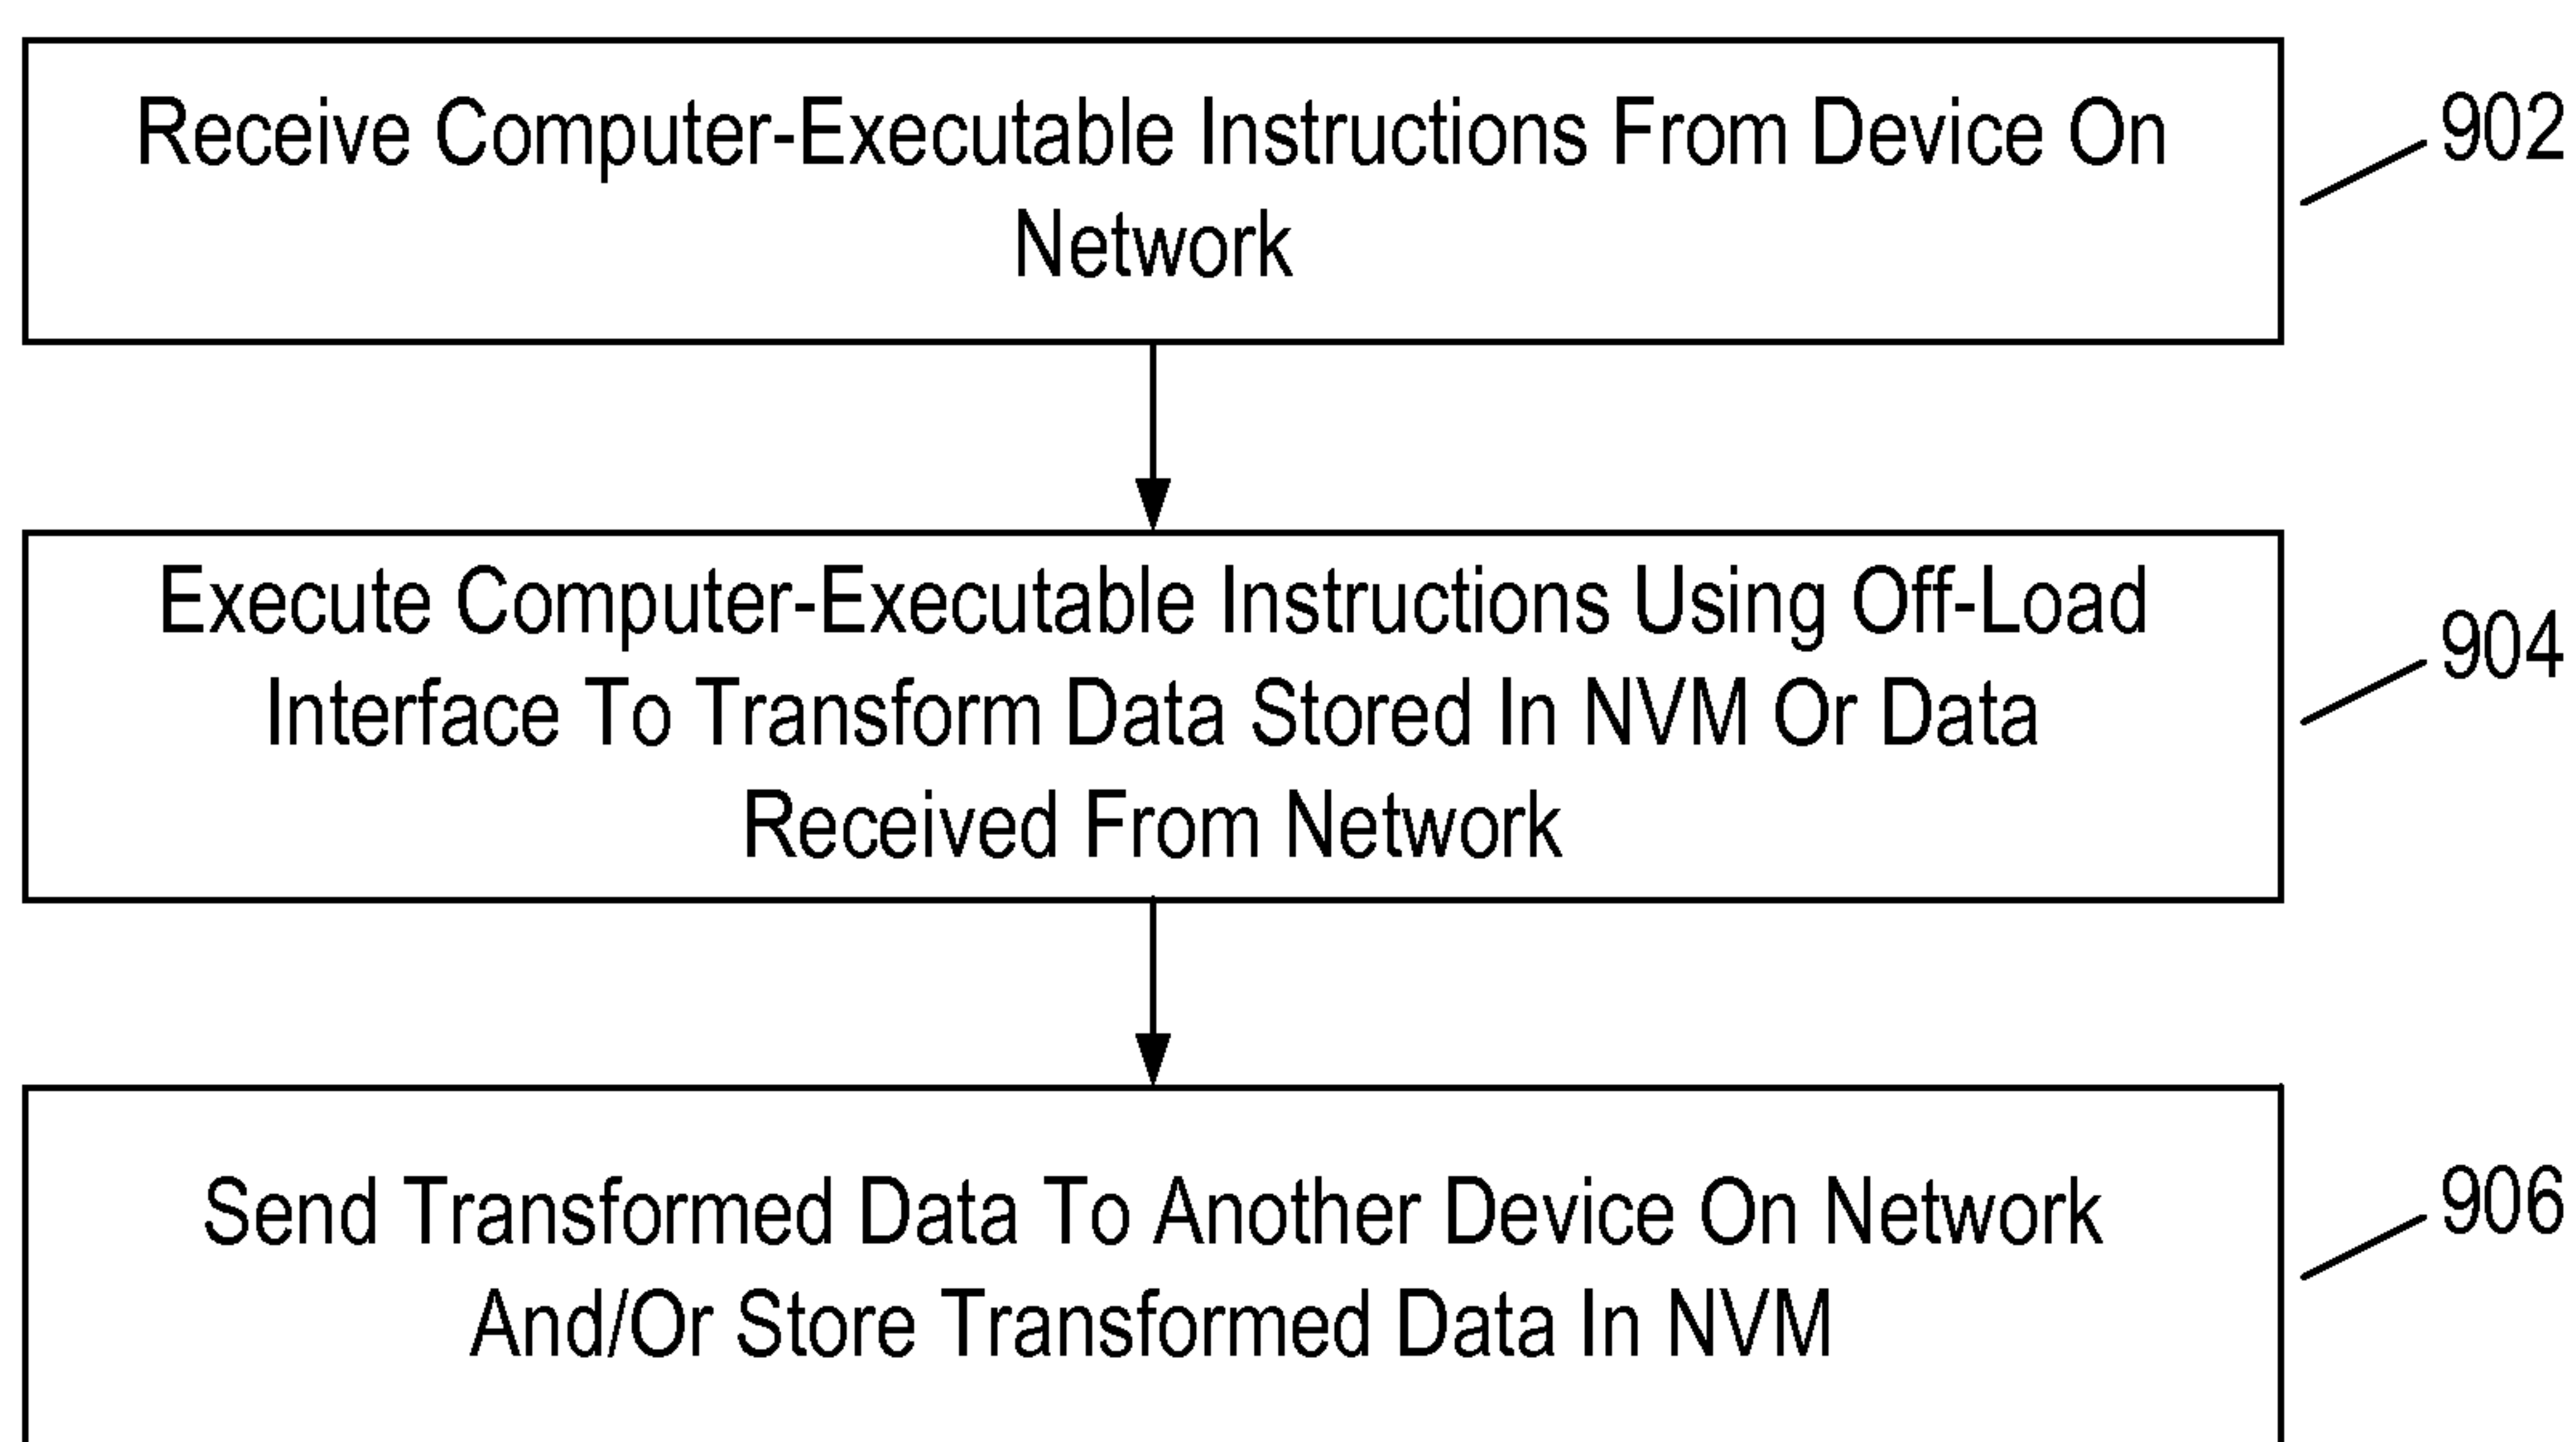 Receive Computer-Executable Instructions From Device On
Network
902
Execute Computer-Executable Instructions Using Off-Load
Interface To Transform Data Stored In NVM Or Data
Received From Network
904
Send Transformed Data To Another Device On Network
And/Or Store Transformed Data In NVM
906